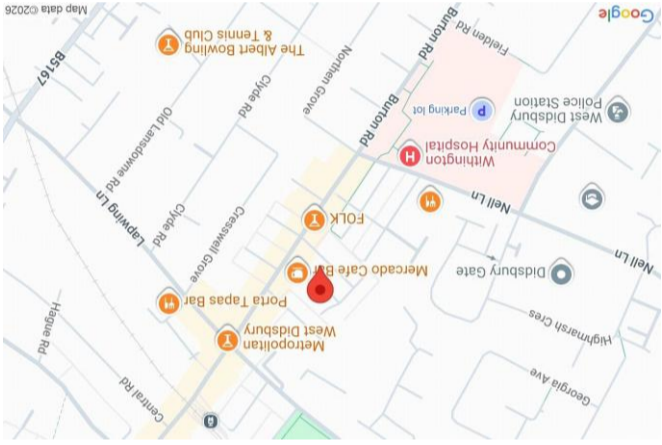 Central Rd
Hague Rd
Georgia Ave
Highmarsh Cres
Metropolitan
West Didsbury
Porta Tapas Bar
Mercado Cafe Bar
Didsbury Gate
Lapwing Ln
Clyde Rd
Cresswell Grove
FOLK
Nell Ln
Nell Ln
Old Lansdowne Rd
Withington
Community Hospital
Burton Rd
Parking lot
P
H
West Didsbury
Police Station
Clyde Rd
Northen Grove
B5167
The Albert Bowling
& Tennis Club
Burton Rd
Fielden Rd
Google
Map data ©2026